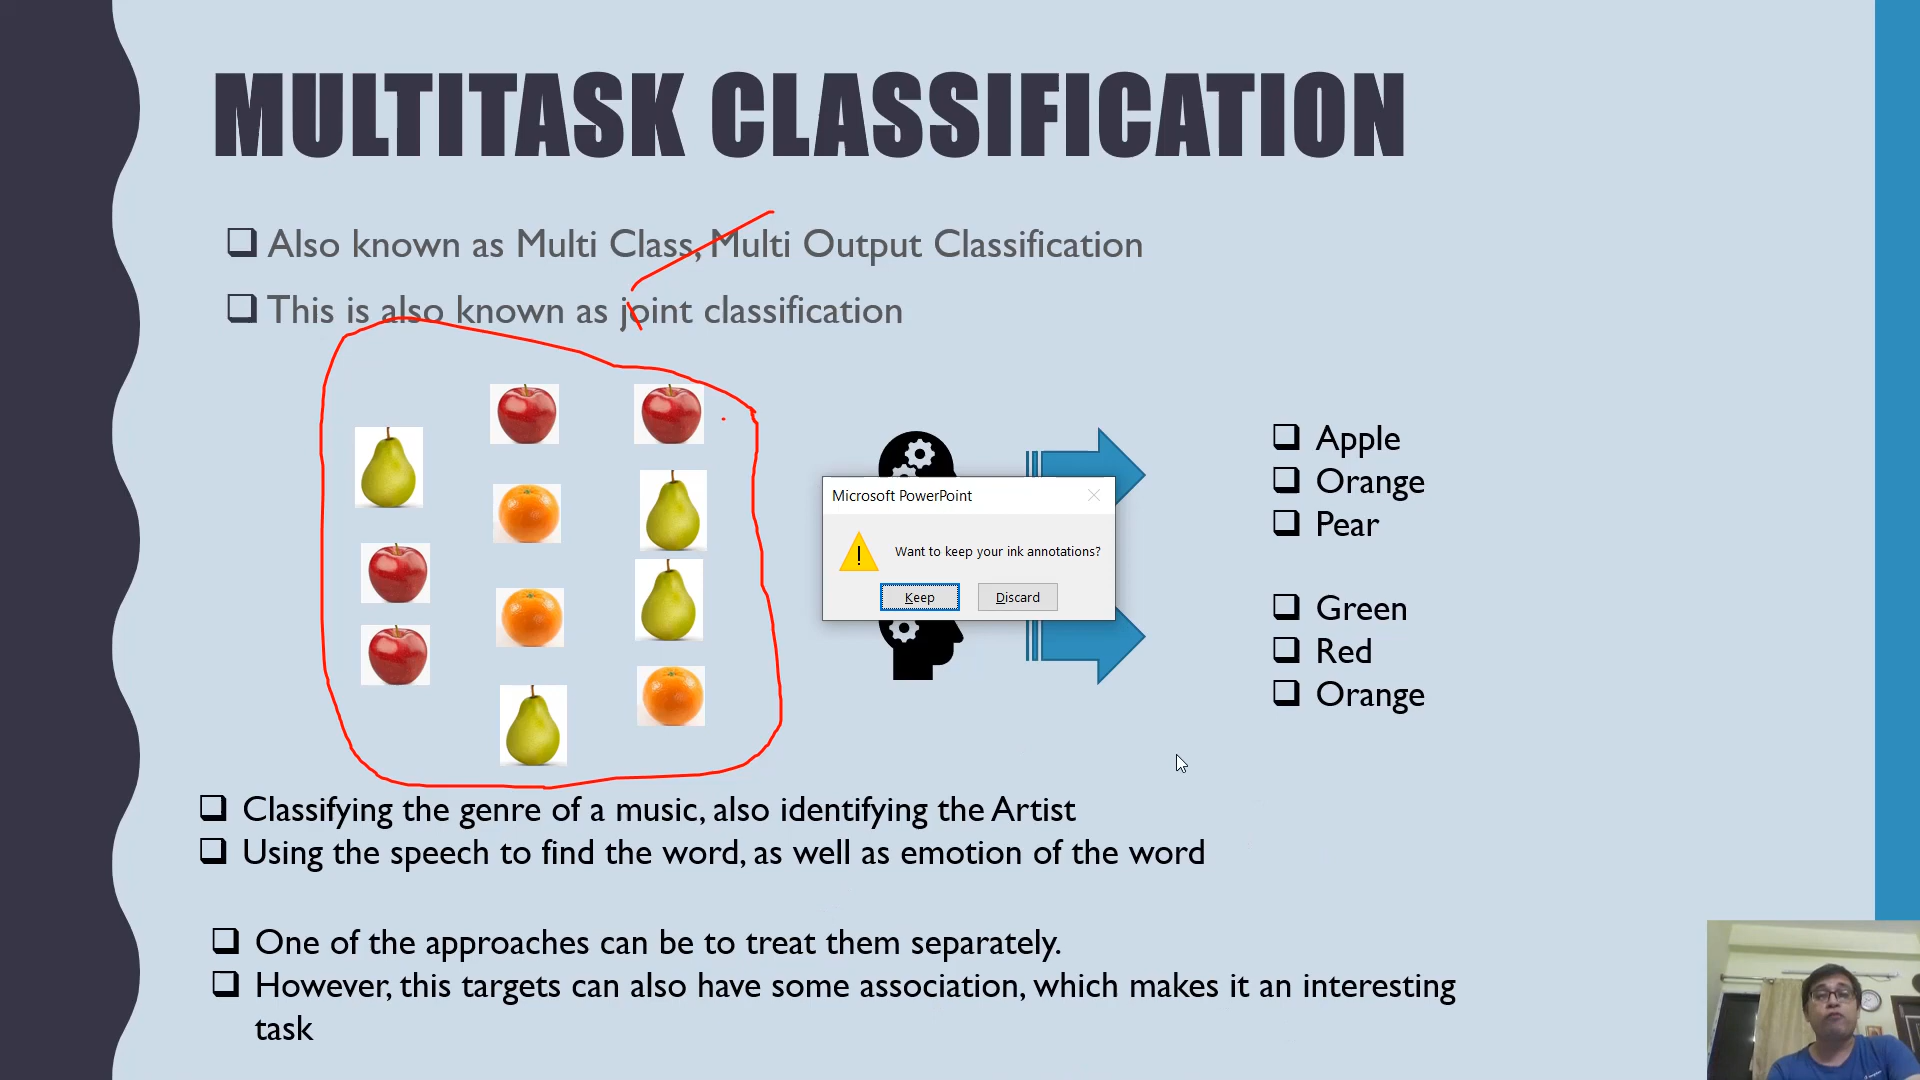 MULTITASK CLASSIFICATION
Also known as Multi Class, Multi Output Classification
This is also known as joint classification
Apple
Orange
Pear
Microsoft PowerPoint
Want to keep your ink annotations?
Keep
Discard
Green
Red
Orange
Classifying the genre of a music, also identifying the Artist
Using the speech to find the word, as well as emotion of the word
One of the approaches can be to treat them separately.
However, this targets can also have some association, which makes it an interesting
task